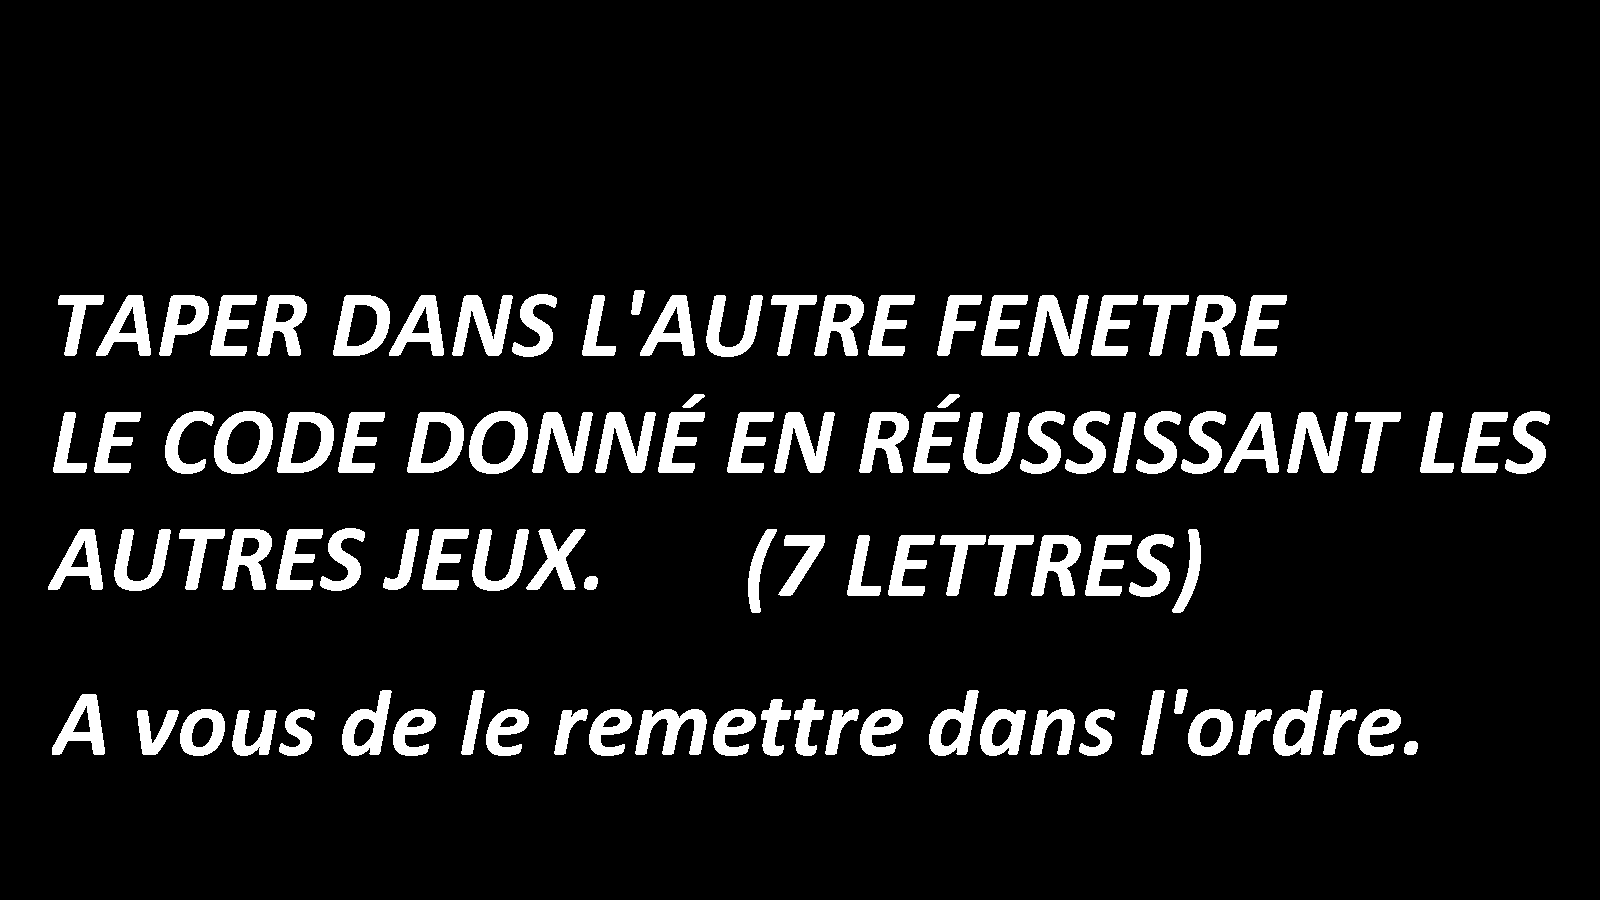 TAPER DANS L'AUTRE FENETRE
LE CODE DONNÉ EN RÉUSSISSANT LES
AUTRES JEUX. (7 LETTRES)
A vous de le remettre dans l'ordre.